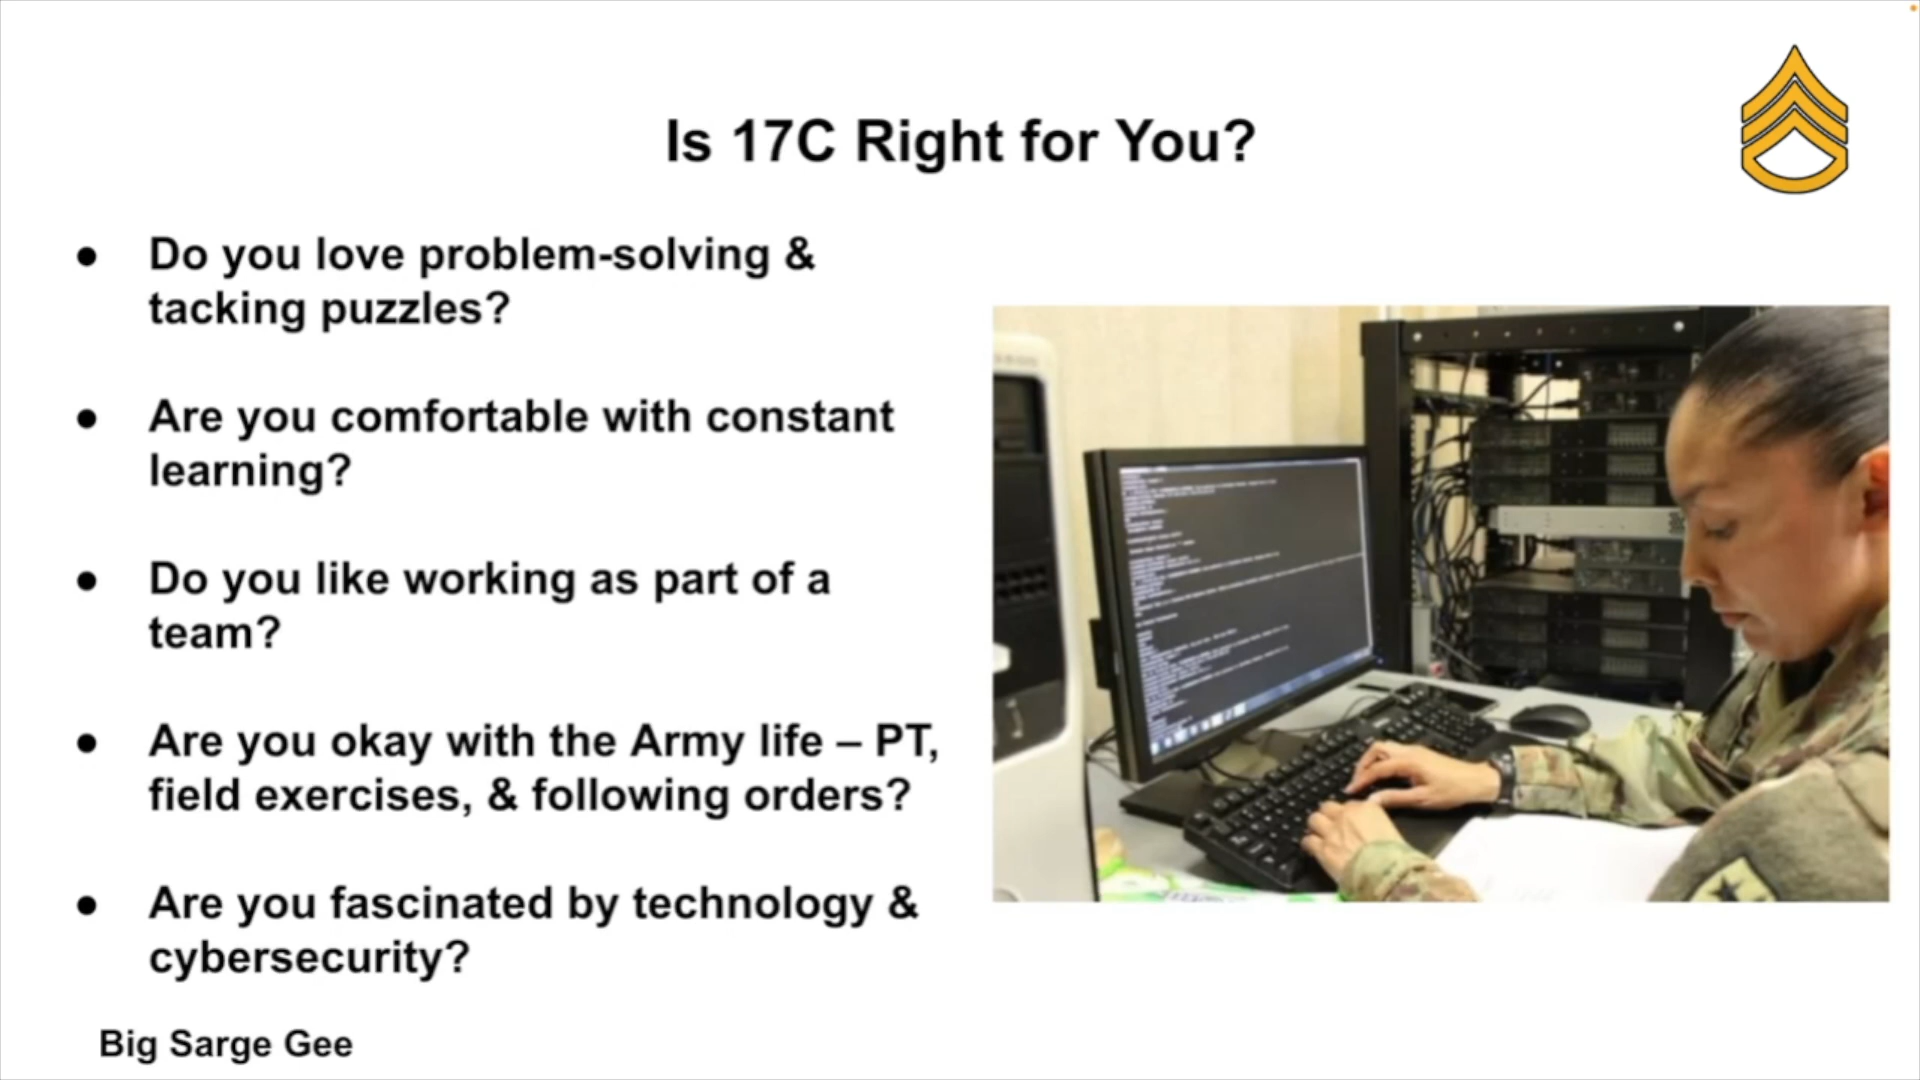 Is 17C Right for You?
● Do you love problem-solving &
tacking puzzles?
● Are you comfortable with constant
learning?
● Do you like working as part of a
team?
● Are you okay with the Army life – PT,
field exercises, & following orders?
● Are you fascinated by technology &
cybersecurity?
Big Sarge Gee